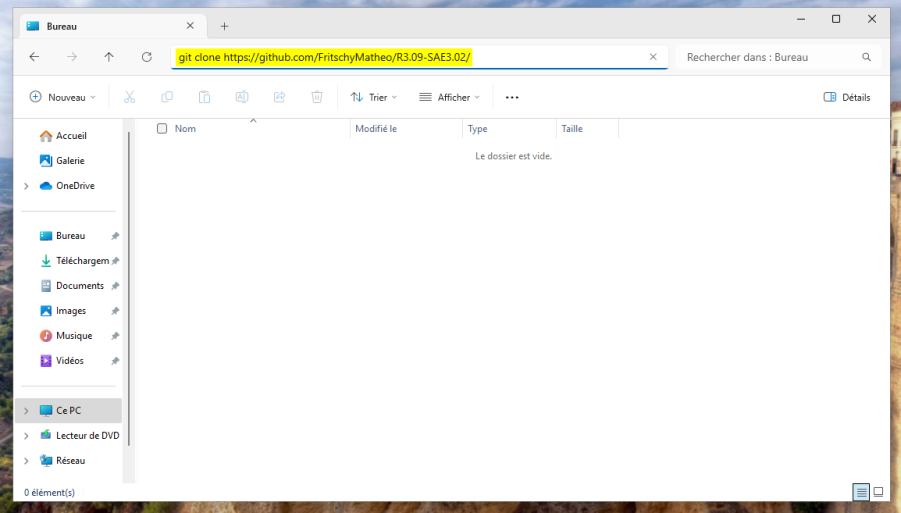 Bureau
git clone https://github.com/FritschyMatheo/R3.09-SAE3.02/
Rechercher dans : Bureau
Nouveau
Trier
Afficher
Détails
Accueil
Galerie
OneDrive
Bureau
Téléchargem
Documents
Images
Musique
Vidéos
Ce PC
Lecteur de DVD
Réseau
Nom
Modifié le
Type
Taille
Le dossier est vide.
0 élément(s)